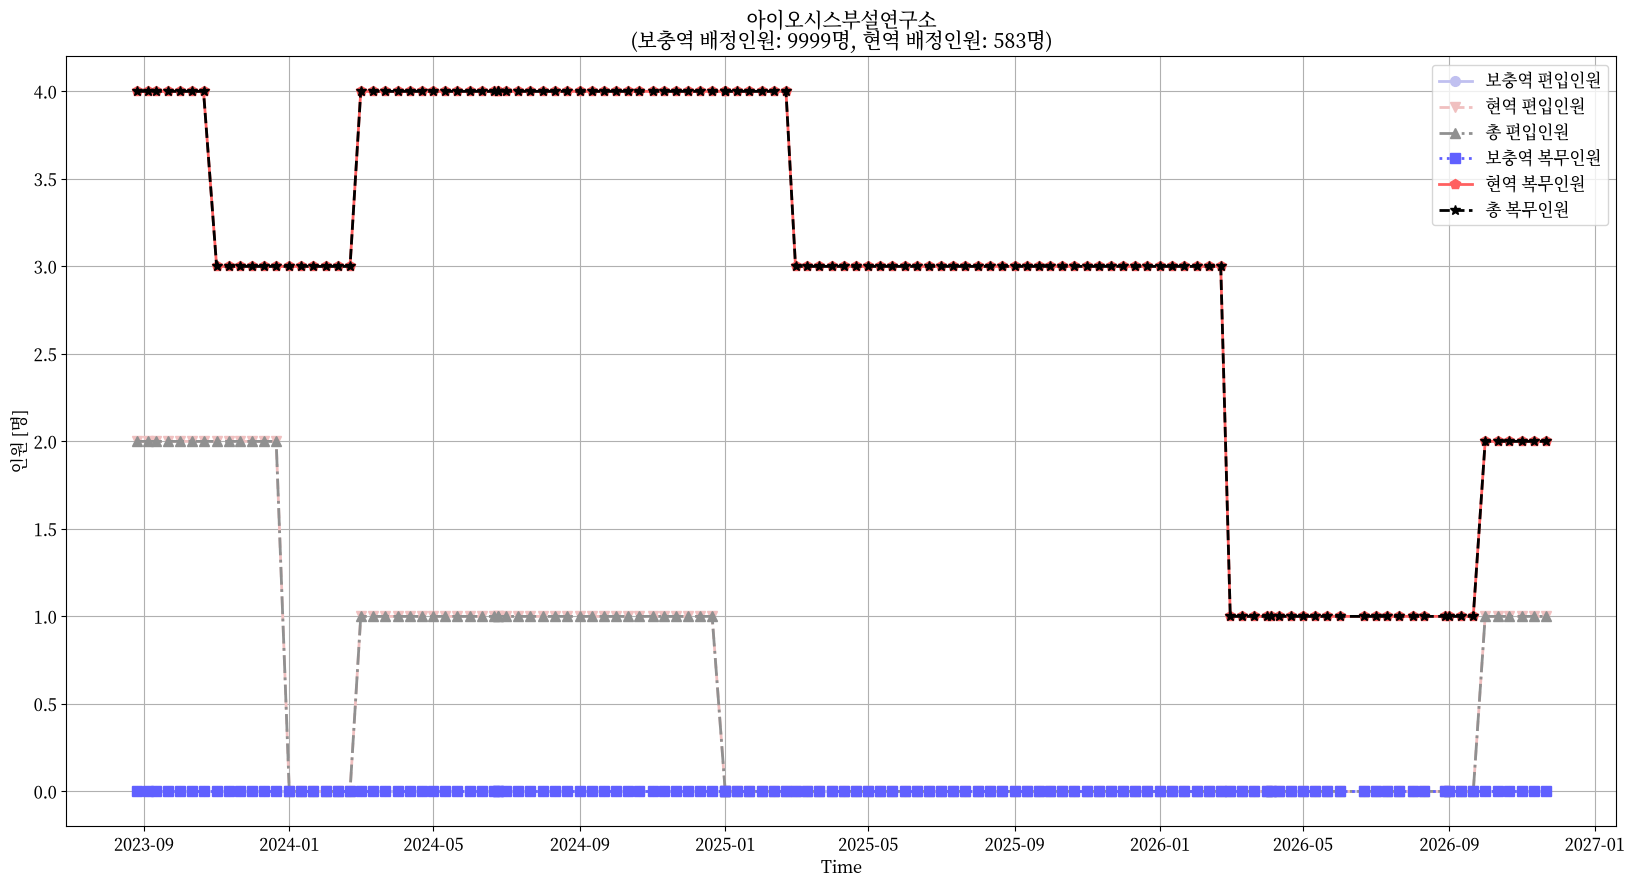 아이오시스부설연구소
(보충역 배정인원: 9999명, 현역 배정인원: 583명)
보충역 편입인원
현역 편입인원
총 편입인원
보충역 복무인원
현역 복무인원
총 복무인원
인원 [명]
4.0
3.5
3.0
2.5
2.0
1.5
1.0
0.5
0.0
2023-09 2024-01 2024-05 2024-09 2025-01 2025-05 2025-09 2026-01 2026-05 2026-09 2027-01
Time